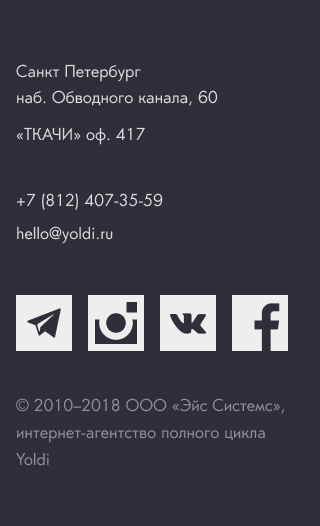 Санкт Петербург
наб. Обводного канала, 60
«ТКАЧИ» оф. 417
+7 (812) 407-35-59
hello@yoldi.ru
© 2010–2018 ООО «Эйс Системс»,
интернет-агентство полного цикла
Yoldi